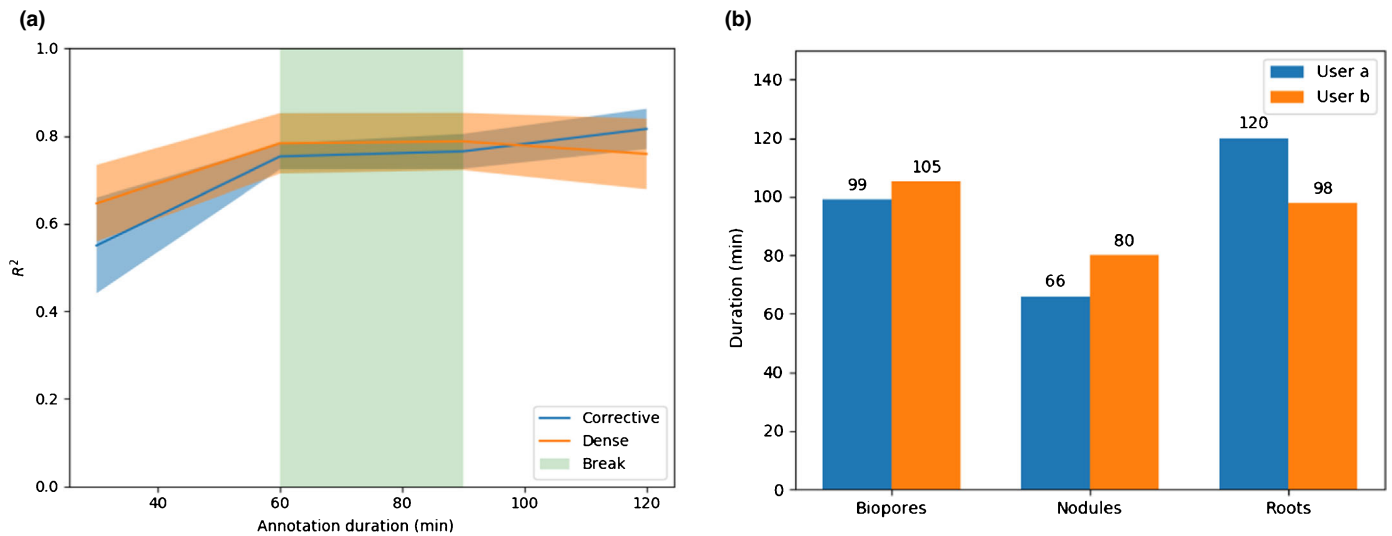 (a)
1.0
0.8
0.6
0.4
0.2
0.0
R²
40
60
80
100
120
Annotation duration (min)
Corrective
Dense
Break
(b)
140
120
100
80
60
40
20
0
Duration (min)
User a
User b
99
105
66
80
120
98
Biopores
Nodules
Roots